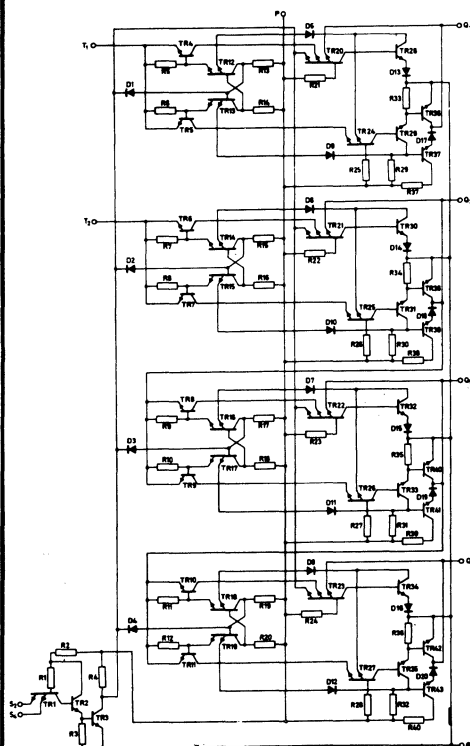 P
D5
Q
TR4
TR12
R13
TR20
TR28
T1
R5
R21
D13
D1
R33
R6
TR13
R14
TR36
TR5
TR24
TR29
D17
D9
TR37
R25
R29
R37
D6
Q
TR6
TR14
R15
TR21
TR30
T2
R7
R22
D14
D2
R34
R8
TR15
R16
TR7
TR25
TR31
D18
D10
R26
R30
R38
D7
Q
TR8
TR16
R17
TR22
TR32
R9
R23
D15
D3
R35
R10
TR17
R18
TR40
TR9
TR26
TR33
D19
D11
TR41
R27
R31
R39
D8
Q
TR10
TR18
R19
TR23
TR34
R11
R24
D16
D4
R36
R12
TR19
R20
TR42
TR11
TR27
TR35
D20
R2
D12
TR43
R1
R4
R28
R32
TR1
TR2
TR3
R3
R40